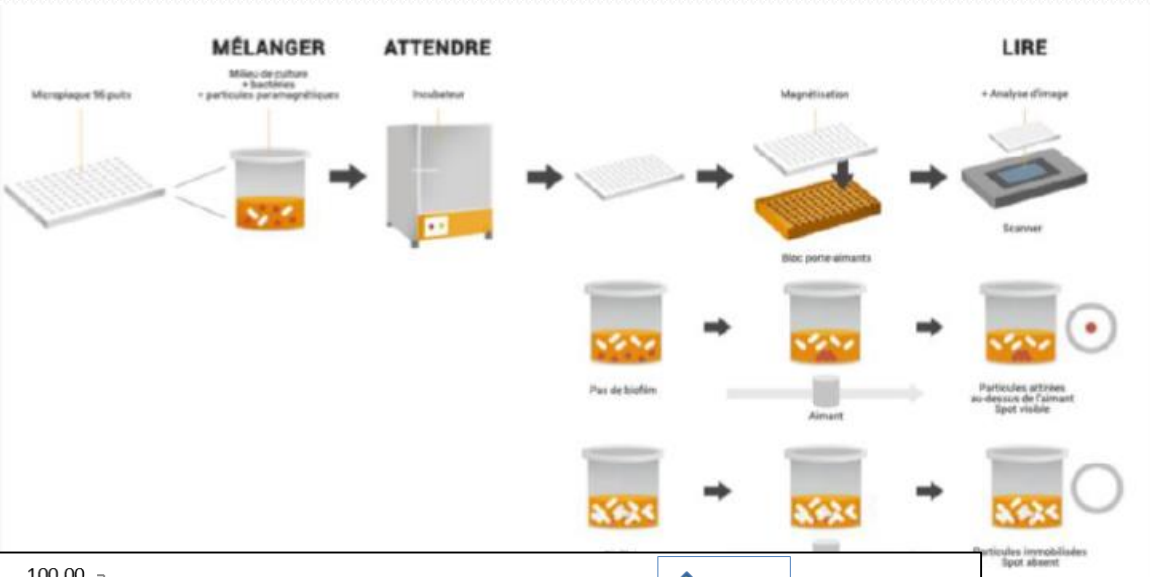 MÉLANGER
ATTENDRE
LIRE
Microplaque 96 puits
Milieu de culture
+ bactéries
+ particules paramagnétiques
Incubateur
Magnétisation
+ Analyse d'image
Scanner
Bloc porte-aimants
Pas de biofilm
Aimant
Particules attirées
au-dessus de l'aimant
Spot visible
Particules immobilisées
Spot absent
100,00